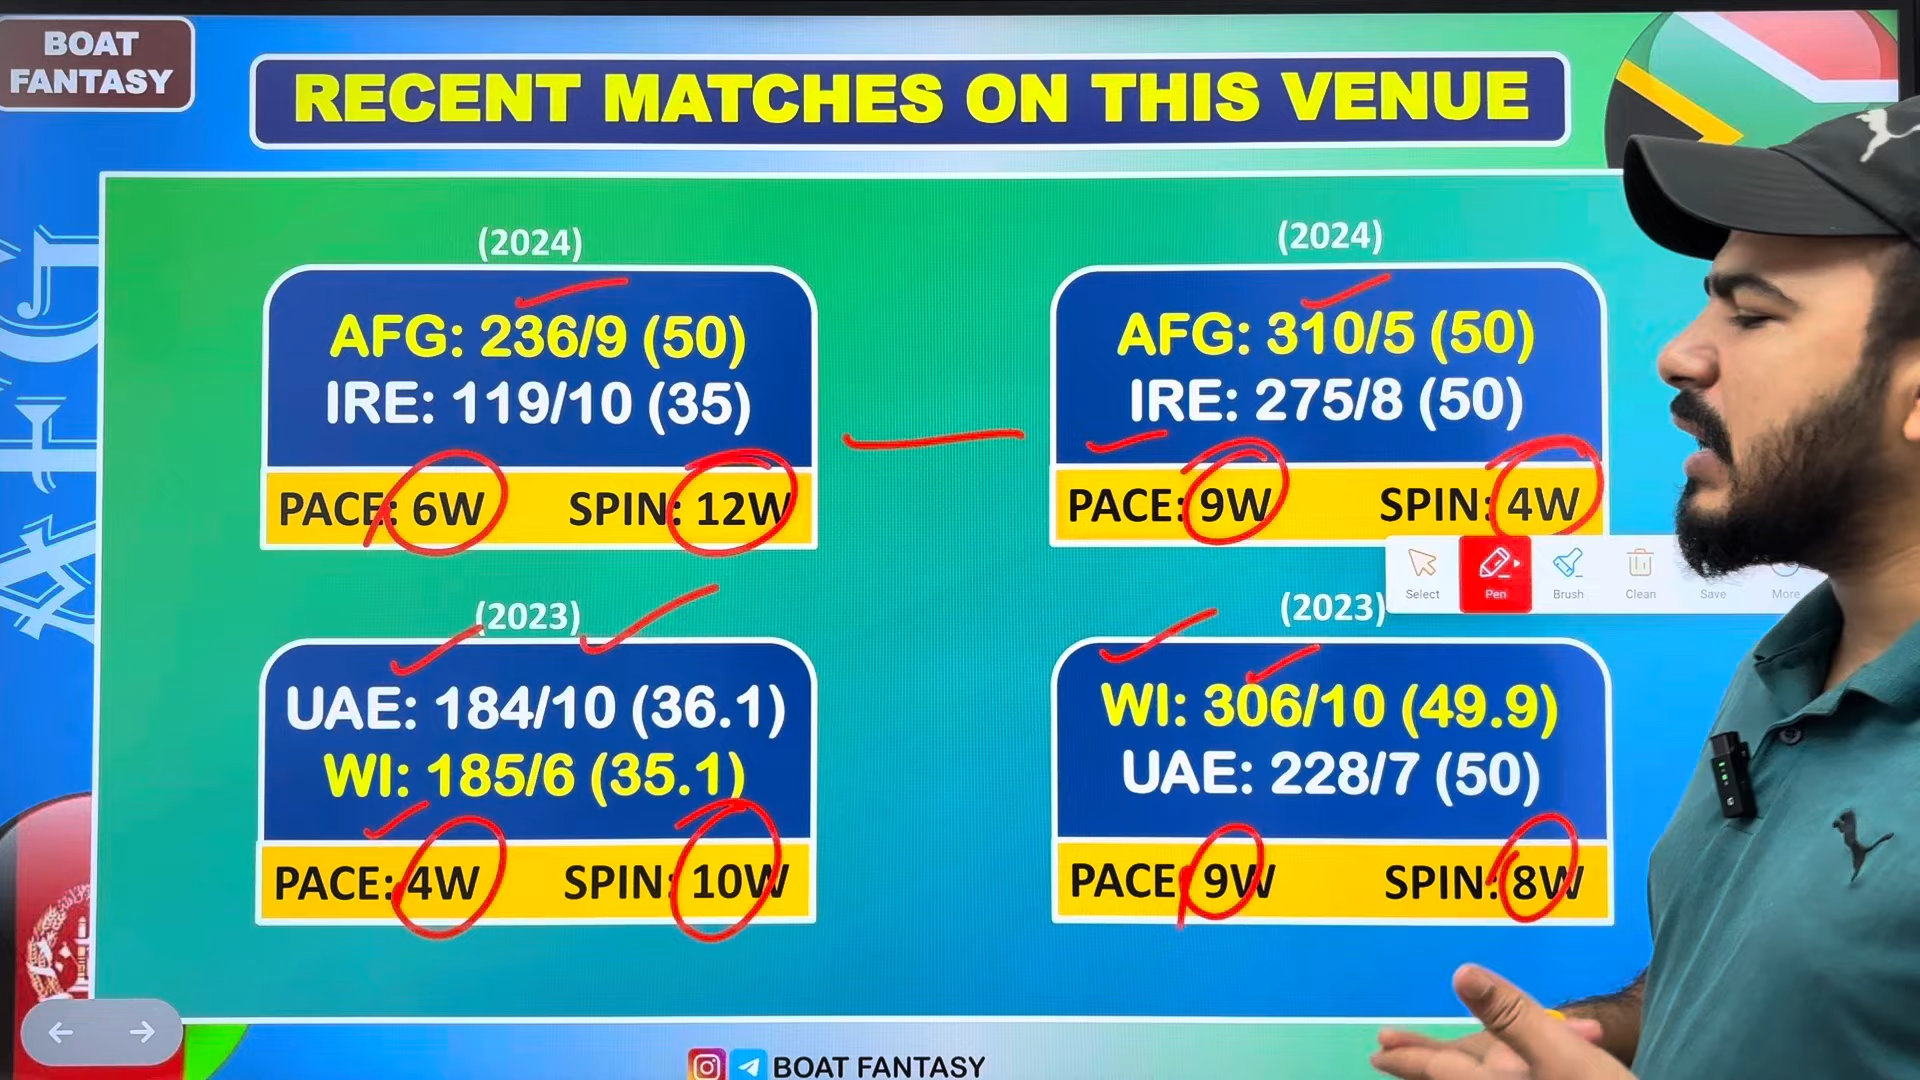 BOAT
FANTASY
RECENT MATCHES ON THIS VENUE
(2024)
AFG: 236/9 (50)
IRE: 119/10 (35)
PACE: 6W SPIN: 12W
(2024)
AFG: 310/5 (50)
IRE: 275/8 (50)
PACE: 9W SPIN: 4W
Select Pen Brush Clean Save More
(2023)
UAE: 184/10 (36.1)
WI: 185/6 (35.1)
PACE: 4W SPIN: 10W
(2023)
WI: 306/10 (49.9)
UAE: 228/7 (50)
PACE: 9W SPIN: 8W
BOAT FANTASY